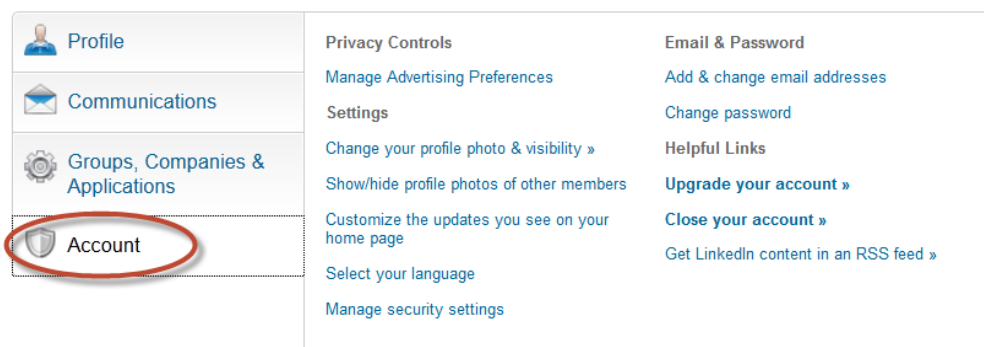 Profile
Communications
Groups, Companies &
Applications
Account
Privacy Controls
Manage Advertising Preferences
Settings
Change your profile photo & visibility »
Show/hide profile photos of other members
Customize the updates you see on your
home page
Select your language
Manage security settings
Email & Password
Add & change email addresses
Change password
Helpful Links
Upgrade your account »
Close your account »
Get LinkedIn content in an RSS feed »